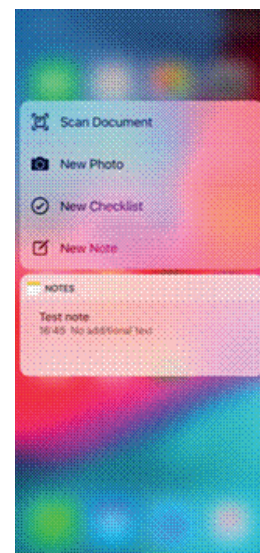 Scan Document
New Photo
New Checklist
New Note
NOTES
Test note
16:45 No additional text